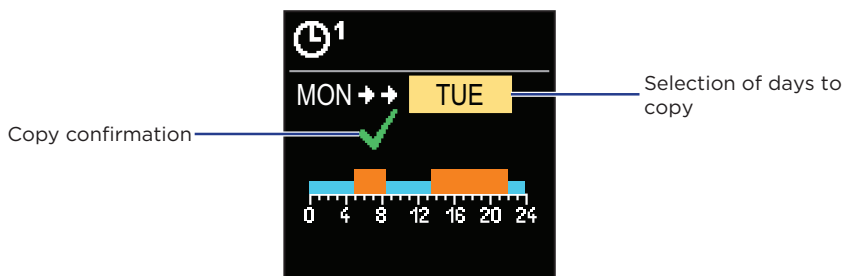 1
MON TUE
Selection of days to
copy
Copy confirmation
0 4 8 12 16 20 24